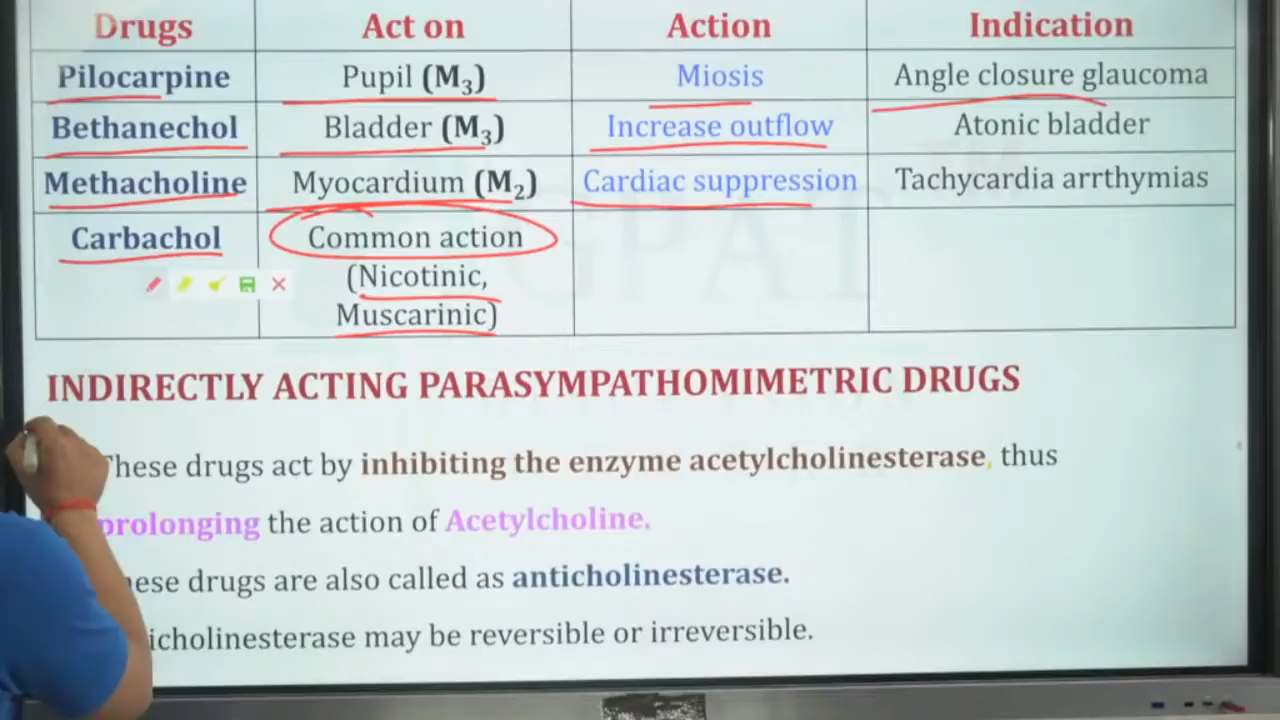 Drugs Act on Action Indication
Pilocarpine Pupil (M3) Miosis Angle closure glaucoma
Bethanechol Bladder (M3) Increase outflow Atonic bladder
Methacholine Myocardium (M2) Cardiac suppression Tachycardia arrthymias
Carbachol Common action
(Nicotinic,
Muscarinic)
GPAT
INDIRECTLY ACTING PARASYMPATHOMIMETRIC DRUGS
These drugs act by inhibiting the enzyme acetylcholinesterase, thus
prolonging the action of Acetylcholine.
drugs are also called as anticholinesterase.
may be reversible or irreversible.